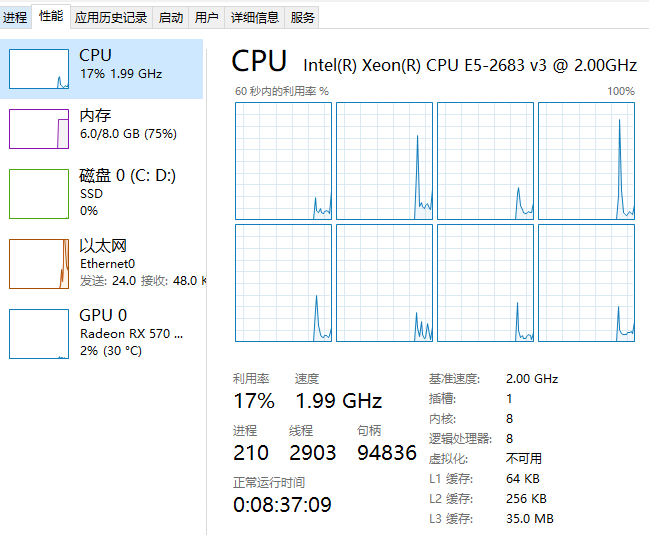 进程 性能 应用历史记录 启动 用户 详细信息 服务
CPU
17% 1.99 GHz
内存
6.0/8.0 GB (75%)
磁盘 0 (C: D:)
SSD
0%
以太网
Ethernet0
发送: 24.0 接收: 48.0 K
GPU 0
Radeon RX 570 ...
2% (30 °C)
CPU Intel(R) Xeon(R) CPU E5-2683 v3 @ 2.00GHz
60 秒内的利用率 % 100%
利用率 速度
17% 1.99 GHz
进程 线程 句柄
210 2903 94836
正常运行时间
0:08:37:09
基准速度: 2.00 GHz
插槽: 1
内核: 8
逻辑处理器: 8
虚拟化: 不可用
L1 缓存: 64 KB
L2 缓存: 256 KB
L3 缓存: 35.0 MB